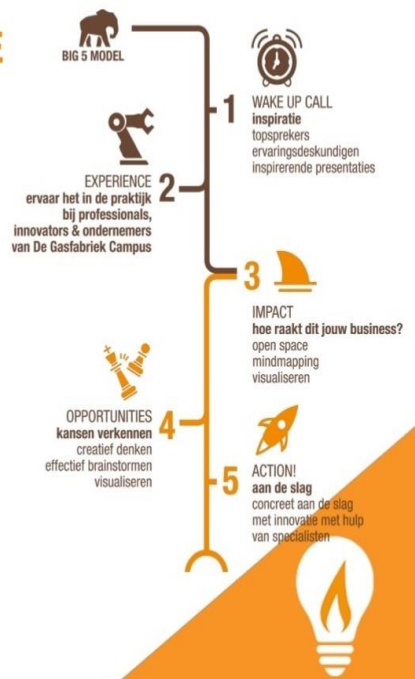 E
BIG 5 MODEL
1
WAKE UP CALL
inspiratie
topsprekers
ervaringsdeskundigen
inspirerende presentaties
EXPERIENCE
2
ervaar het in de praktijk
bij professionals,
innovators & ondernemers
van De Gasfabriek Campus
3
IMPACT
hoe raakt dit jouw business?
open space
mindmapping
visualiseren
OPPORTUNITIES
4
kansen verkennen
creatief denken
effectief brainstormen
visualiseren
5
ACTION!
aan de slag
concreet aan de slag
met innovatie met hulp
van specialisten